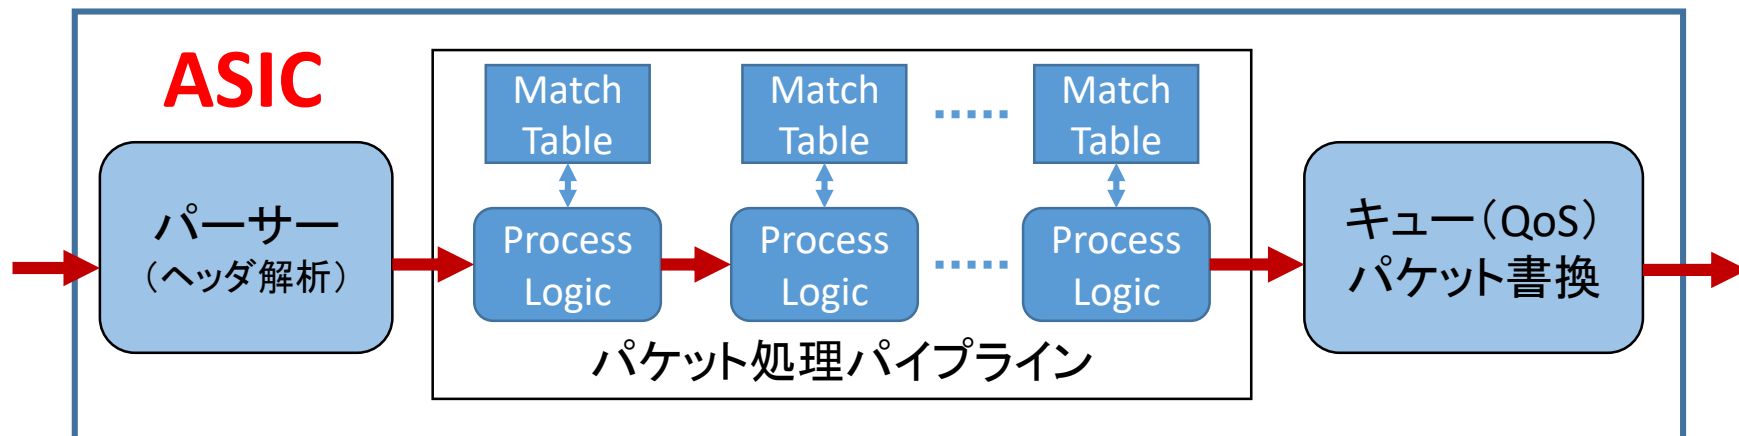 ASIC
パーサー
（ヘッダ解析）
Match
Table
Process
Logic
Match
Table
Process
Logic
Match
Table
Process
Logic
パケット処理パイプライン
キュー（QoS）
パケット書換